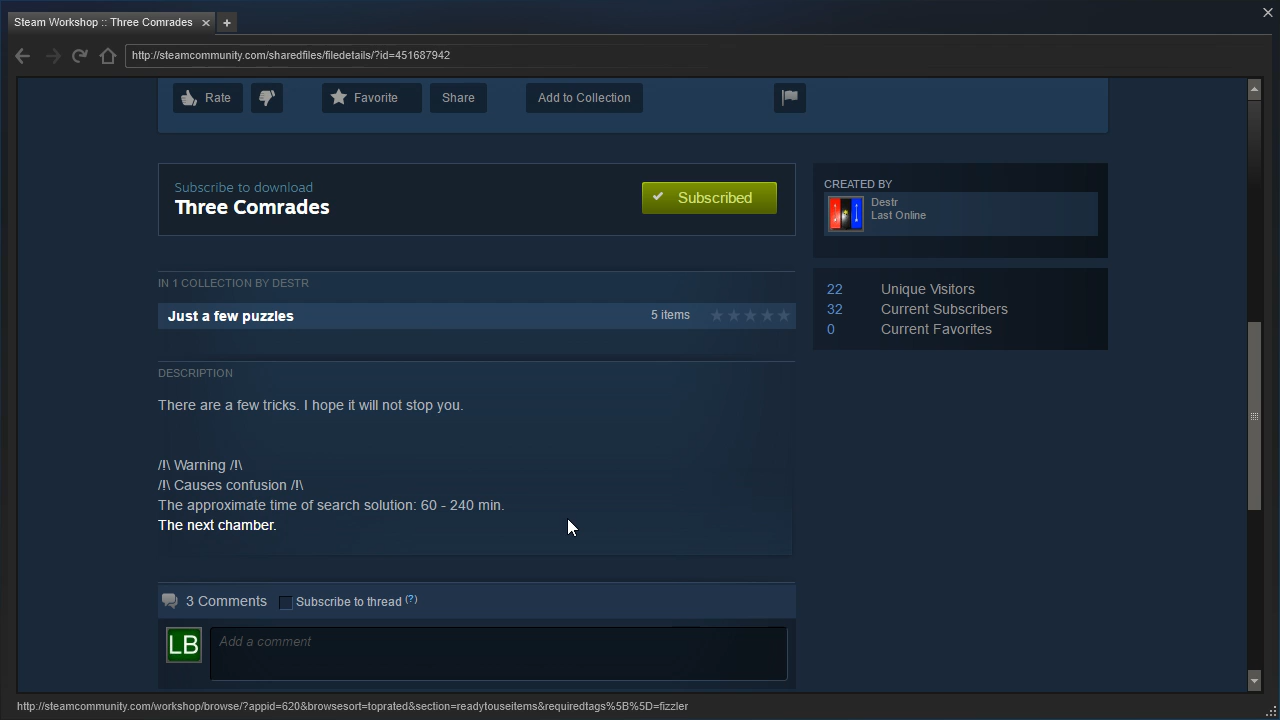 Steam Workshop :: Three Comrades
http://steamcommunity.com/sharedfiles/filedetails/?id=451687942
Rate
Favorite
Share
Add to Collection
Subscribe to download
Three Comrades
Subscribed
CREATED BY
Destr
Last Online
IN 1 COLLECTION BY DESTR
Just a few puzzles
5 items
22 Unique Visitors
32 Current Subscribers
0 Current Favorites
DESCRIPTION
There are a few tricks. I hope it will not stop you.
/!\ Warning /!\
/!\ Causes confusion /!\
The approximate time of search solution: 60 - 240 min.
The next chamber.
3 Comments
Subscribe to thread (?)
LB
Add a comment
http://steamcommunity.com/workshop/browse/?appid=620&browsesort=toprated&section=readytouseitems&requiredtags%5B%5D=fizzler